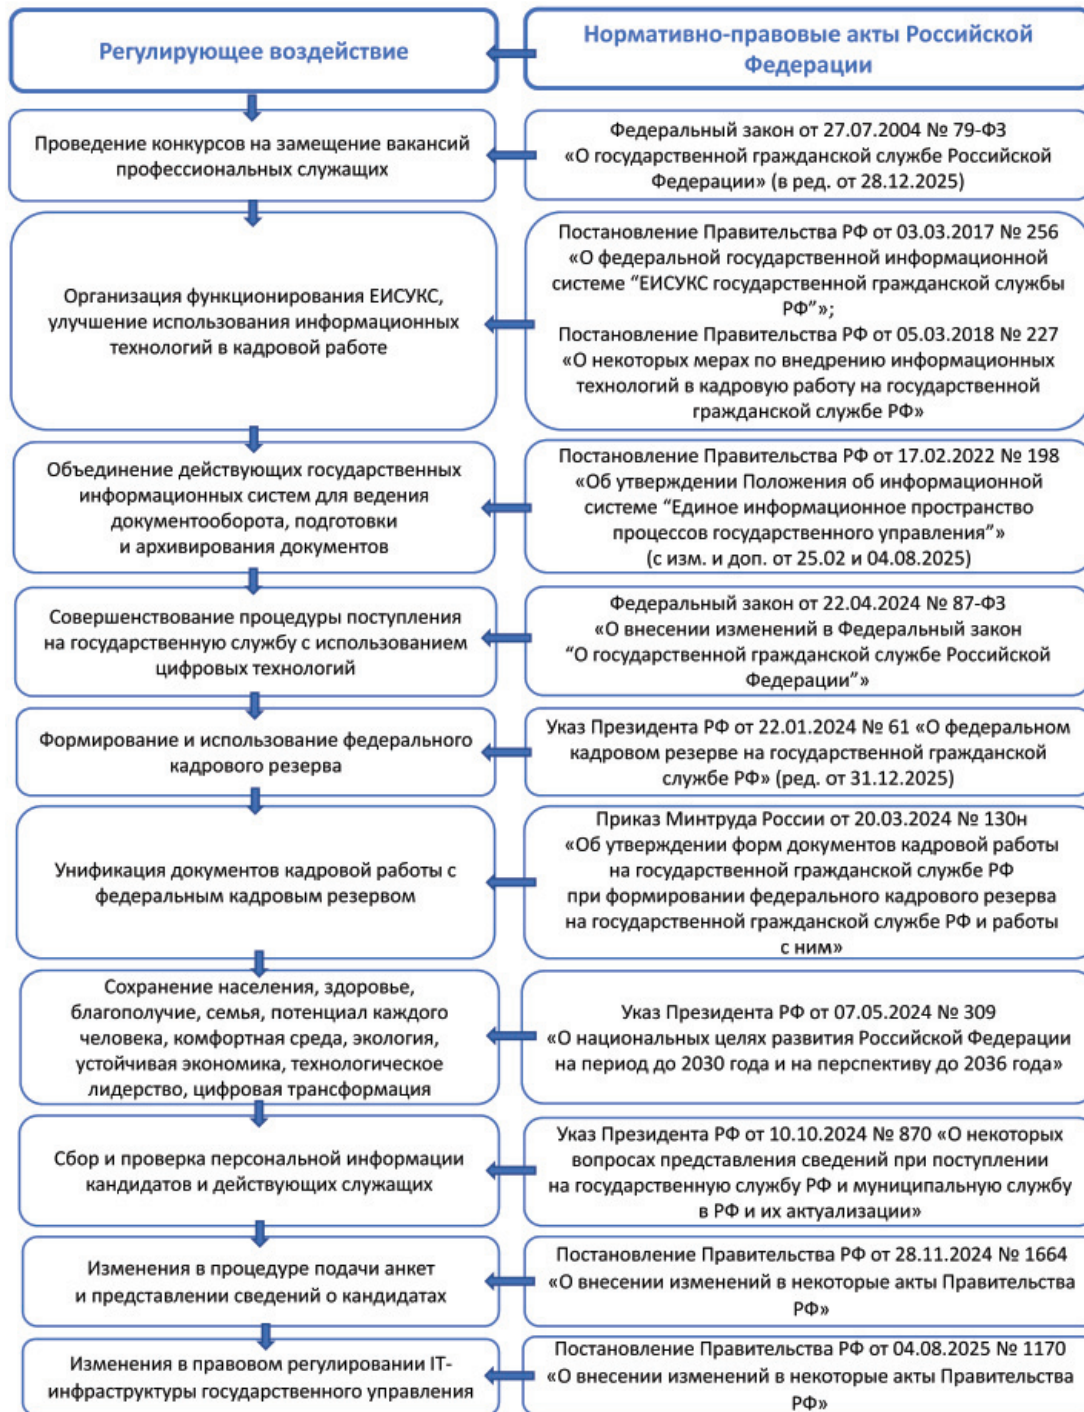 Регулирующее воздействие
Нормативно-правовые акты Российской
Федерации
Проведение конкурсов на замещение вакансий
профессиональных служащих
Федеральный закон от 27.07.2004 № 79-ФЗ
«О государственной гражданской службе Российской
Федерации» (в ред. от 28.12.2025)
Организация функционирования ЕИСУКС,
улучшение использования информационных
технологий в кадровой работе
Постановление Правительства РФ от 03.03.2017 № 256
«О федеральной государственной информационной
системе “ЕИСУКС государственной гражданской службы
РФ”»;
Постановление Правительства РФ от 05.03.2018 № 227
«О некоторых мерах по внедрению информационных
технологий в кадровую работу на государственной
гражданской службе РФ»
Объединение действующих государственных
информационных систем для ведения
документооборота, подготовки
и архивирования документов
Постановление Правительства РФ от 17.02.2022 № 198
«Об утверждении Положения об информационной
системе “Единое информационное пространство
процессов государственного управления”»
(с изм. и доп. от 25.02 и 04.08.2025)
Совершенствование процедуры поступления
на государственную службу с использованием
цифровых технологий
Федеральный закон от 22.04.2024 № 87-ФЗ
«О внесении изменений в Федеральный закон
“О государственной гражданской службе Российской
Федерации”»
Формирование и использование федерального
кадрового резерва
Указ Президента РФ от 22.01.2024 № 61 «О федеральном
кадровом резерве на государственной гражданской
службе РФ» (ред. от 31.12.2025)
Унификация документов кадровой работы с
федеральным кадровым резервом
Приказ Минтруда России от 20.03.2024 № 130н
«Об утверждении форм документов кадровой работы
на государственной гражданской службе РФ
при формировании федерального кадрового резерва
на государственной гражданской службе РФ и работы
с ним»
Сохранение населения, здоровье,
благополучие, семья, потенциал каждого
человека, комфортная среда, экология,
устойчивая экономика, технологическое
лидерство, цифровая трансформация
Указ Президента РФ от 07.05.2024 № 309
«О национальных целях развития Российской Федерации
на период до 2030 года и на перспективу до 2036 года»
Сбор и проверка персональной информации
кандидатов и действующих служащих
Указ Президента РФ от 10.10.2024 № 870 «О некоторых
вопросах представления сведений при поступлении
на государственную службу РФ и муниципальную службу
в РФ и их актуализации»
Изменения в процедуре подачи анкет
и представлении сведений о кандидатах
Постановление Правительства РФ от 28.11.2024 № 1664
«О внесении изменений в некоторые акты Правительства
РФ»
Изменения в правовом регулировании IT-
инфраструктуры государственного управления
Постановление Правительства РФ от 04.08.2025 № 1170
«О внесении изменений в некоторые акты Правительства
РФ»